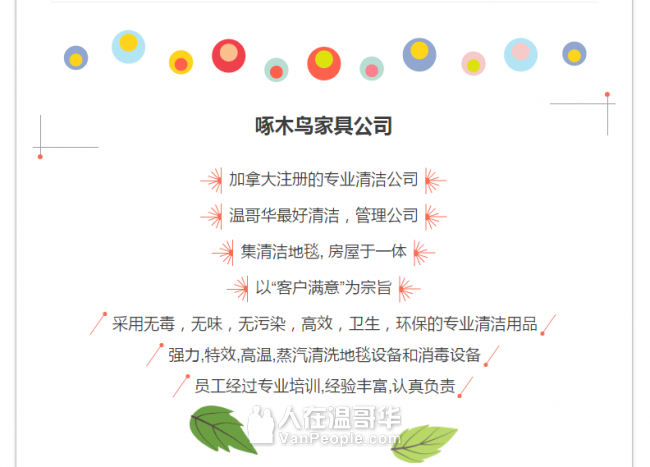 啄木鸟家具公司
加拿大注册的专业清洁公司
温哥华最好清洁，管理公司
集清洁地毯, 房屋于一体
以“客户满意”为宗旨
采用无毒，无味，无污染，高效，卫生，环保的专业清洁用品
强力,特效,高温,蒸汽清洗地毯设备和消毒设备
员工经过专业培训,经验丰富,认真负责
人在温哥华
VanPeople.com